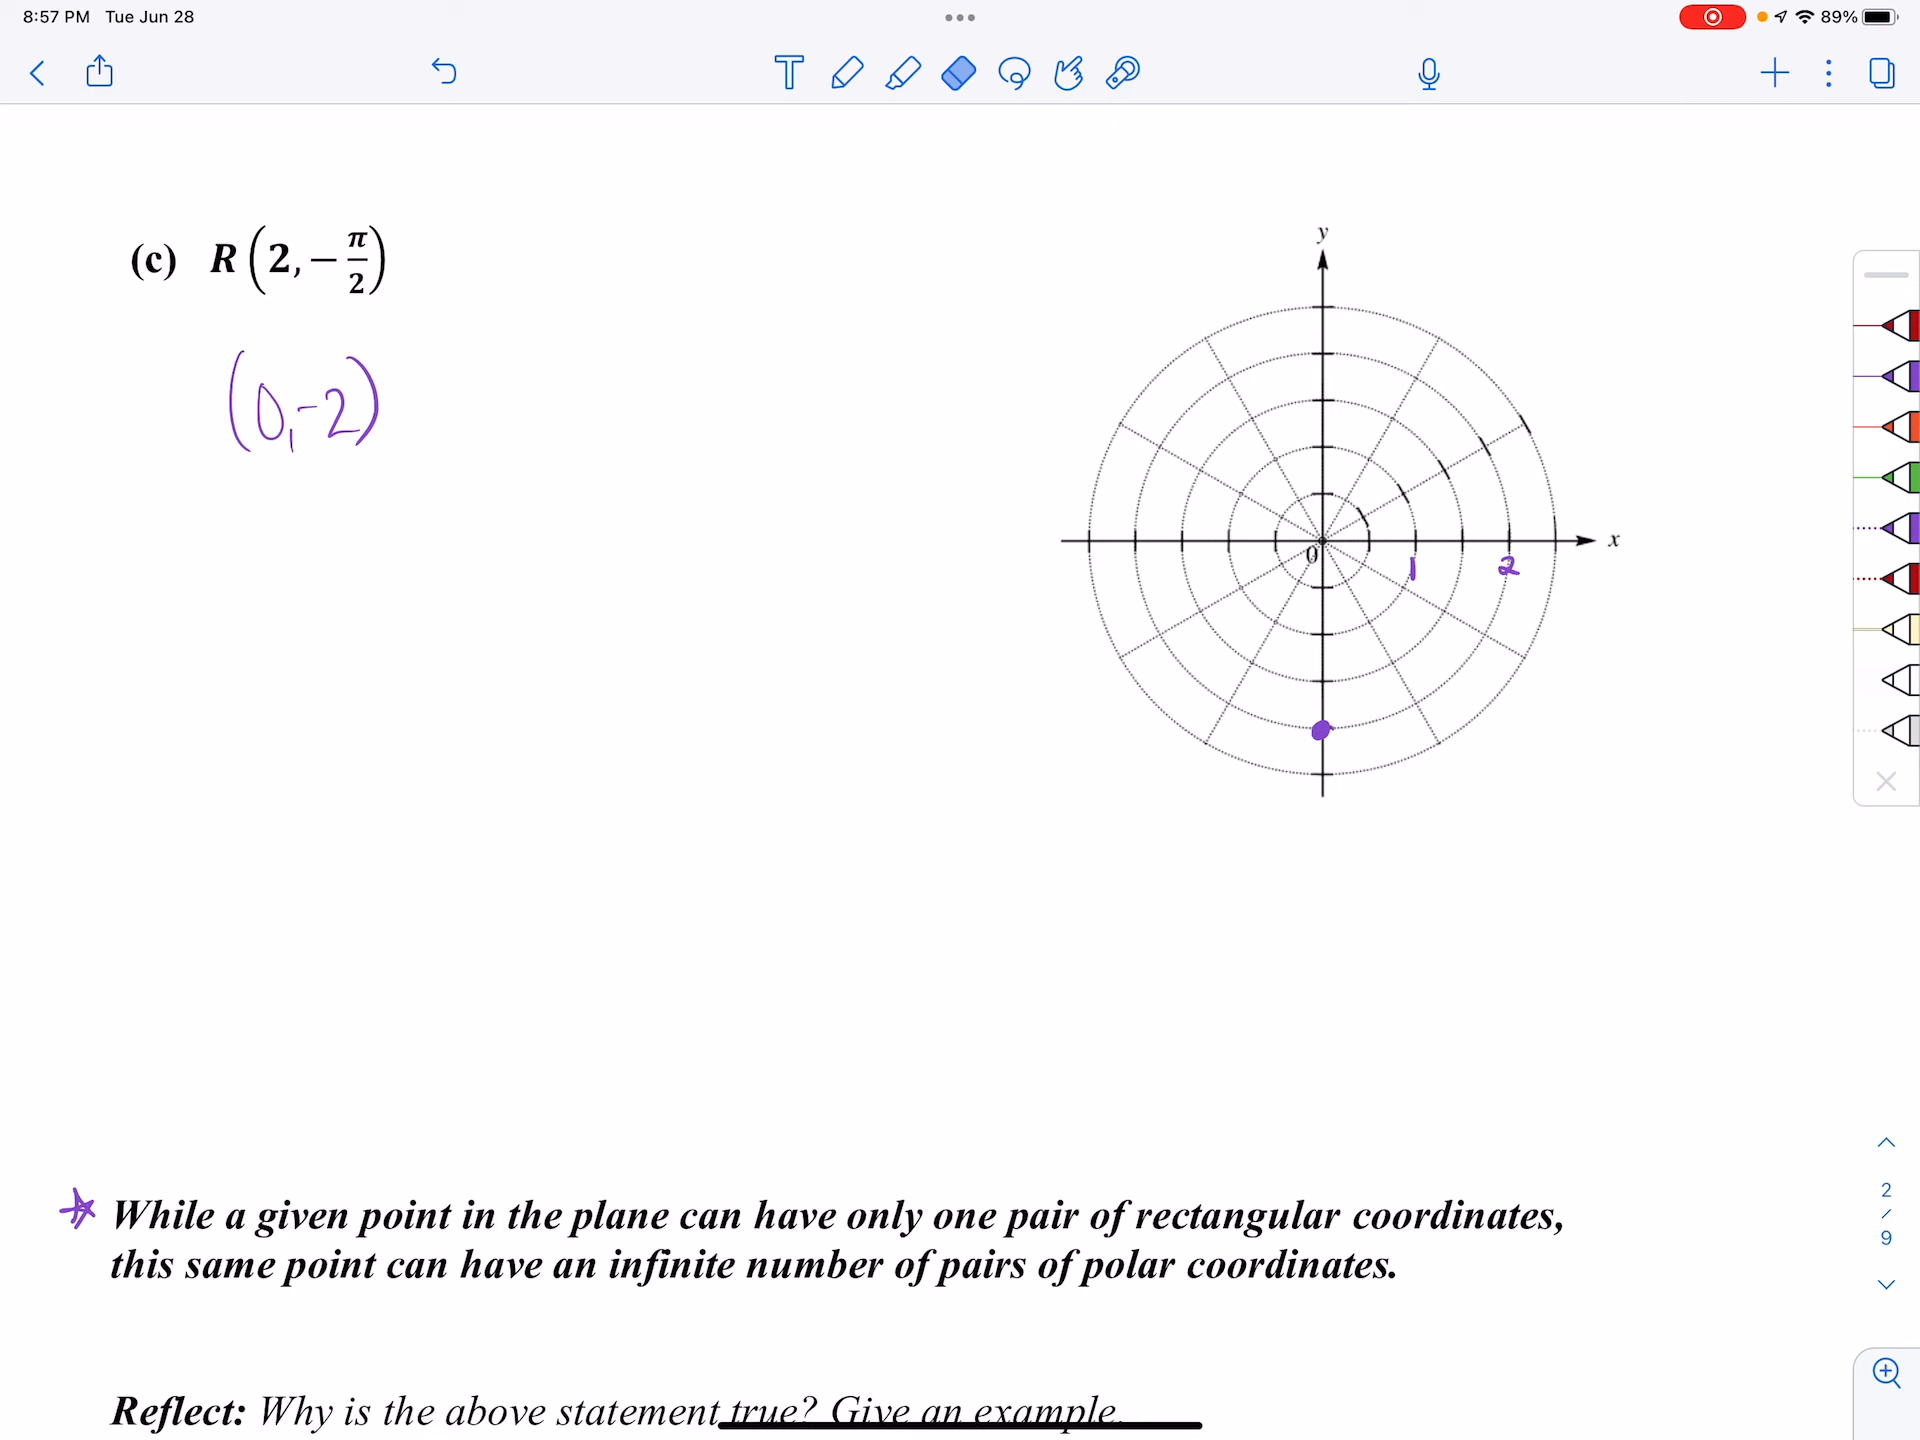 8:57 PM Tue Jun 28
89%
(c) R(2, -π/2)
(0, -2)
y
x
0
1
2
While a given point in the plane can have only one pair of rectangular coordinates,
this same point can have an infinite number of pairs of polar coordinates.
2
/
9
Reflect: Why is the above statement true? Give an example.